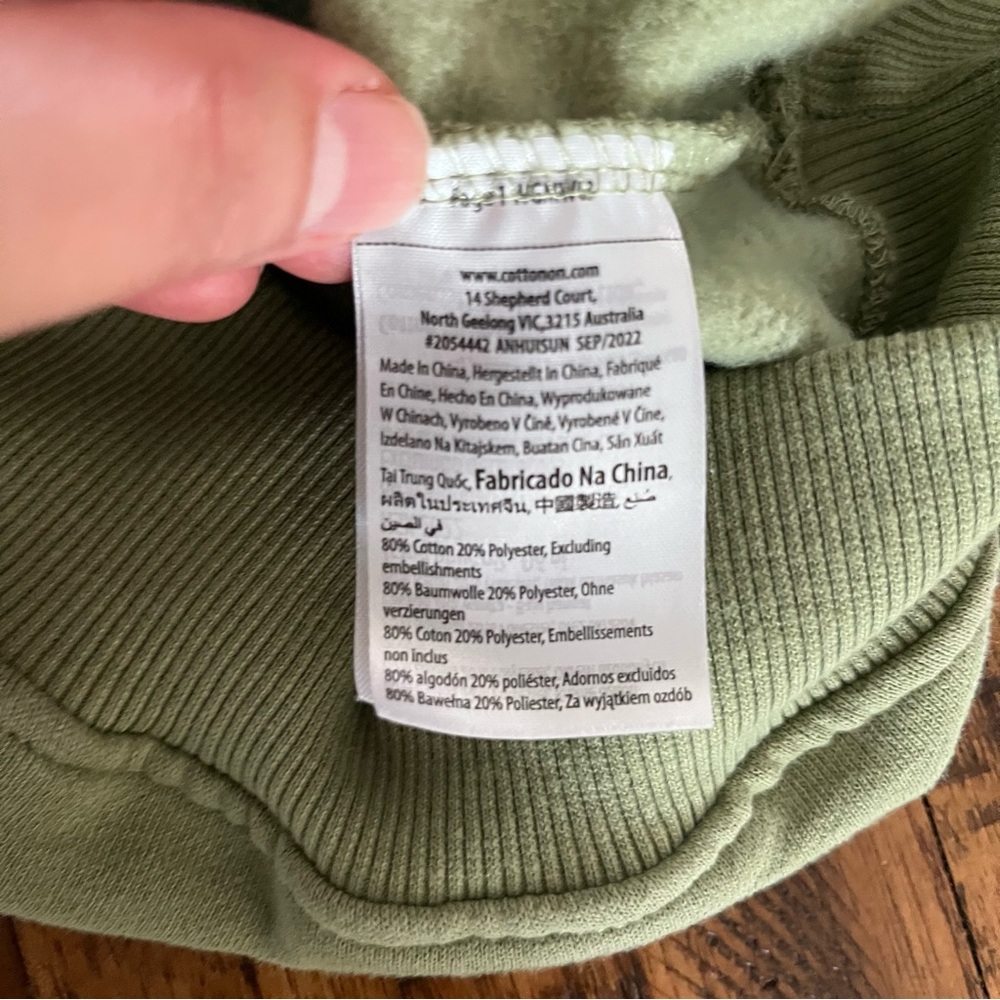 www.cottonon.com
14 Shepherd Court,
North Geelong VIC,3215 Australia
#2054442 ANHUISUN SEP/2022
Made In China, Hergestellt In China, Fabriqué
En Chine, Hecho En China, Wyprodukowane
W Chinach, Vyrobeno V Číně, Vyrobené V Číne,
Izdelano Na Kitajskem, Buatan Cina, Sản Xuất
Tại Trung Quốc, Fabricado Na China,
ผลิตในประเทศจีน, 中國製造, صُنع
في الصين
80% Cotton 20% Polyester, Excluding
embellishments
80% Baumwolle 20% Polyester, Ohne
verzierungen
80% Coton 20% Polyester, Embellissements
non inclus
80% algodón 20% poliéster, Adornos excluidos
80% Bawełna 20% Poliester, Za wyjątkiem ozdób